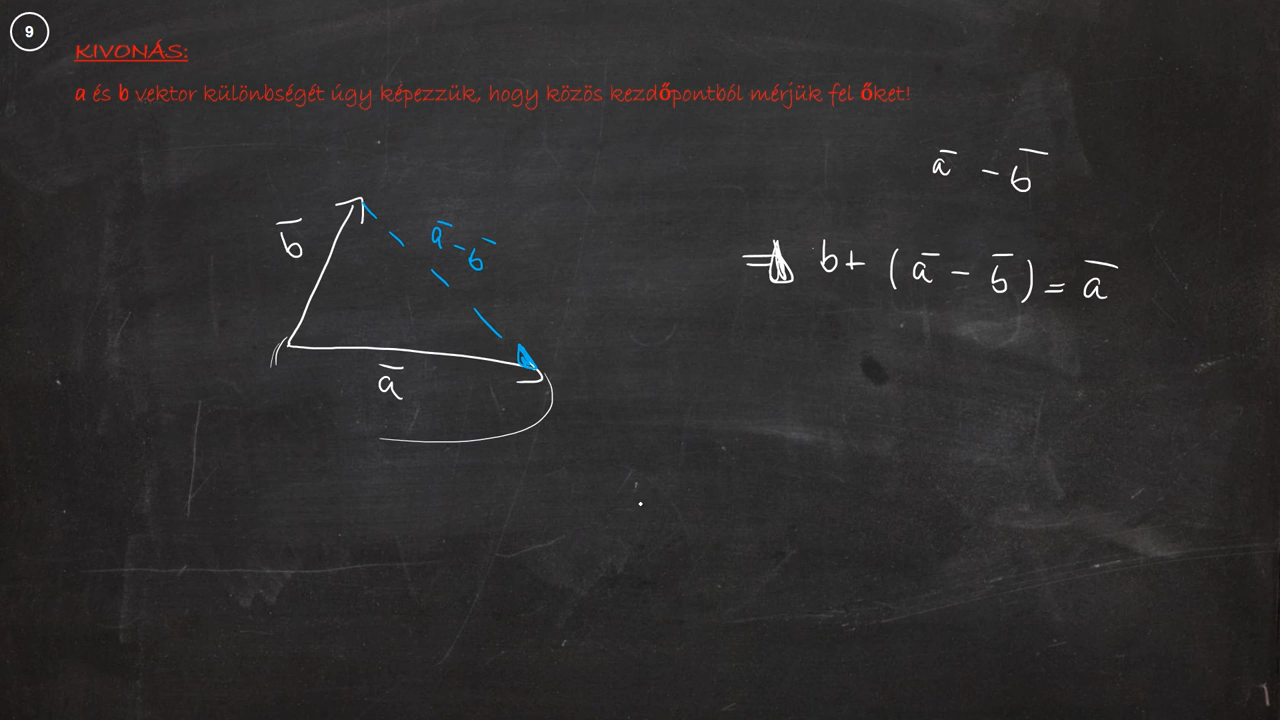 9
KIVONÁS:
a és b vektor különbségét úgy képezzük, hogy közös kezdőpontból mérjük fel őket!
a̅ - b̅
b̅
a̅ - b̅
⇒ b + (a̅ - b̅) = a̅
a̅